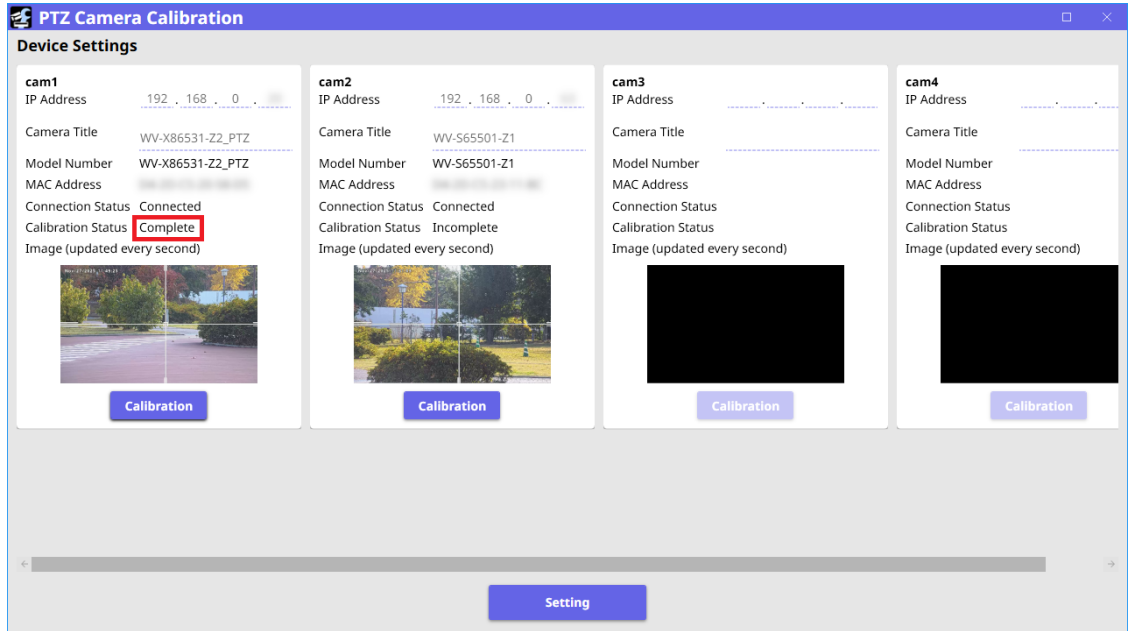 PTZ Camera Calibration
Device Settings
cam1
IP Address 192 . 168 . 0 .
Camera Title WV-X86531-Z2_PTZ
Model Number WV-X86531-Z2_PTZ
MAC Address
Connection Status Connected
Calibration Status Complete
Image (updated every second)
Calibration
cam2
IP Address 192 . 168 . 0 .
Camera Title WV-S65501-Z1
Model Number WV-S65501-Z1
MAC Address
Connection Status Connected
Calibration Status Incomplete
Image (updated every second)
Calibration
cam3
IP Address . . .
Camera Title
Model Number
MAC Address
Connection Status
Calibration Status
Image (updated every second)
Calibration
cam4
IP Address . .
Camera Title
Model Number
MAC Address
Connection Status
Calibration Status
Image (updated every second)
Calibration
Setting